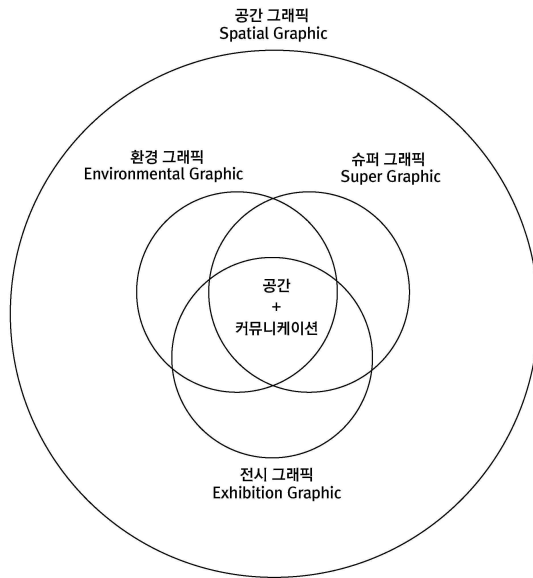 공간 그래픽
Spatial Graphic
환경 그래픽
Environmental Graphic
슈퍼 그래픽
Super Graphic
공간
+
커뮤니케이션
전시 그래픽
Exhibition Graphic